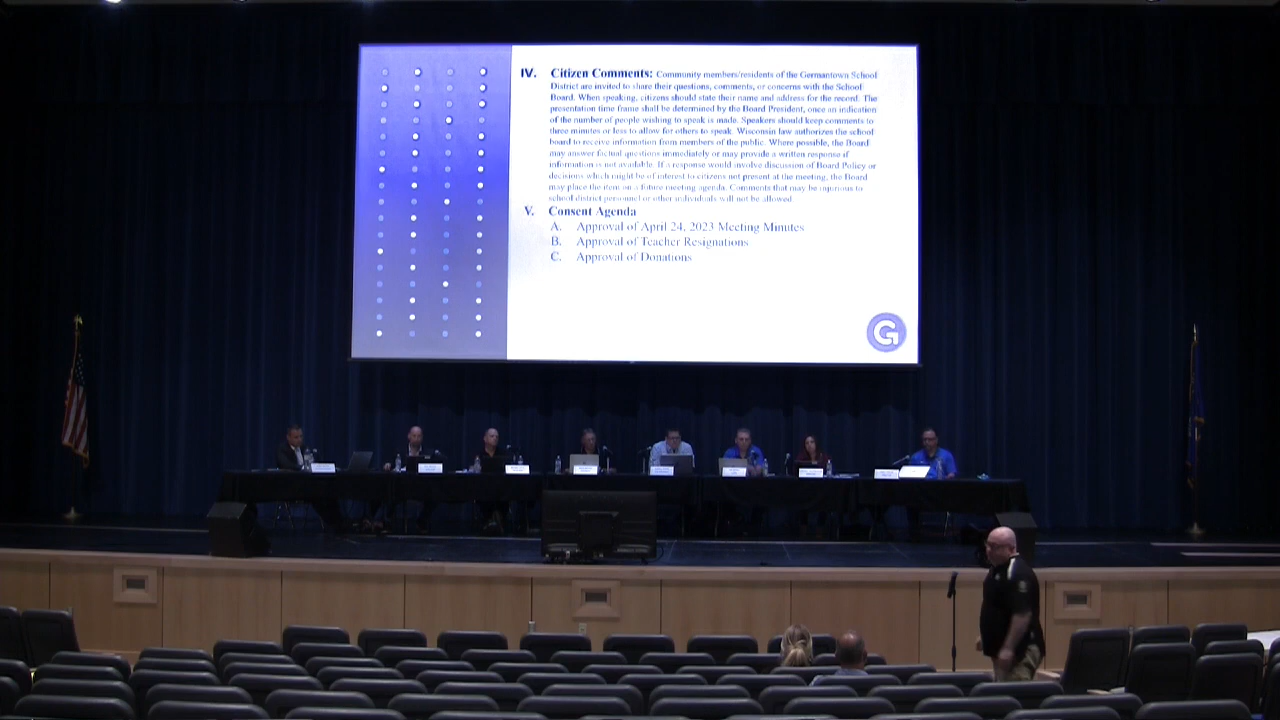 IV. Citizen Comments: Community members/residents of the Germantown School
District are invited to share their questions, comments, or concerns with the School
Board. When speaking, citizens should state their name and address for the record. The
presentation time frame shall be determined by the Board President, once an indication
of the number of people wishing to speak is made. Speakers should keep comments to
three minutes or less to allow for others to speak. Wisconsin law authorizes the school
board to receive information from members of the public. Where possible, the Board
may answer factual questions immediately or may provide a written response if
information is not available. If a response would involve discussion of Board Policy or
decisions which might be of interest to citizens not present at the meeting, the Board
may place the item on a future meeting agenda. Comments that may be injurious to
school district personnel or other individuals will not be allowed.
V. Consent Agenda
A. Approval of April 24, 2023 Meeting Minutes
B. Approval of Teacher Resignations
C. Approval of Donations
G